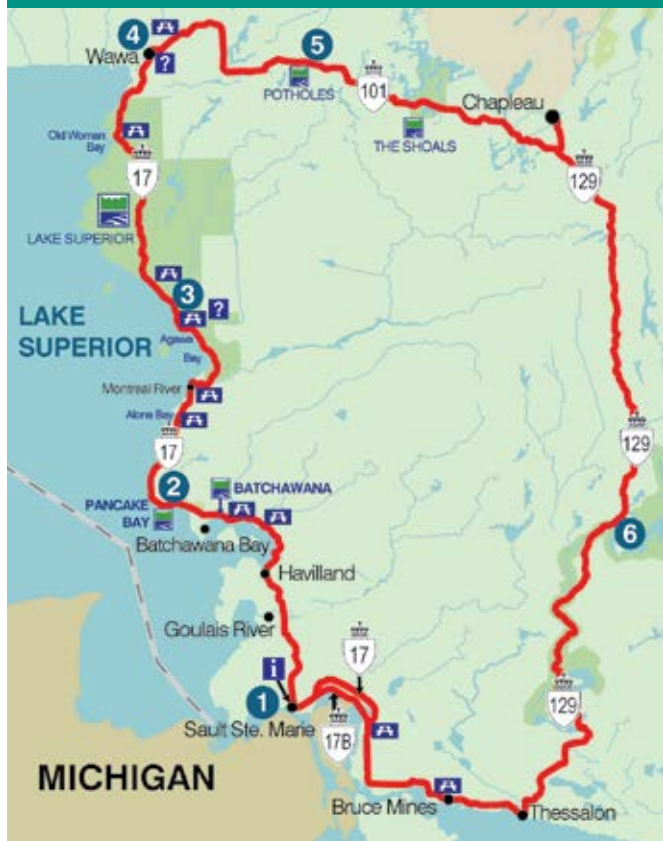 4
Wawa
?
5
POTHOLES
101
Chapleau
THE SHOALS
Old Woman
Bay
17
129
LAKE SUPERIOR
3
?
LAKE
SUPERIOR
Agawa
Bay
Montreal River
Alona Bay
17
129
2
BATCHAWANA
PANCAKE
BAY
6
Batchawana Bay
Havilland
Goulais River
17
i
1
129
Sault Ste. Marie
17B
MICHIGAN
Bruce Mines
Thessalon